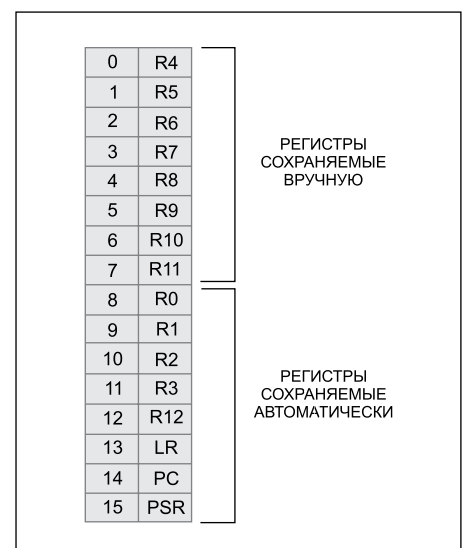 0 R4
1 R5
2 R6
3 R7
РЕГИСТРЫ
СОХРАНЯЕМЫЕ
ВРУЧНУЮ
4 R8
5 R9
6 R10
7 R11
8 R0
9 R1
10 R2
11 R3
РЕГИСТРЫ
СОХРАНЯЕМЫЕ
АВТОМАТИЧЕСКИ
12 R12
13 LR
14 PC
15 PSR